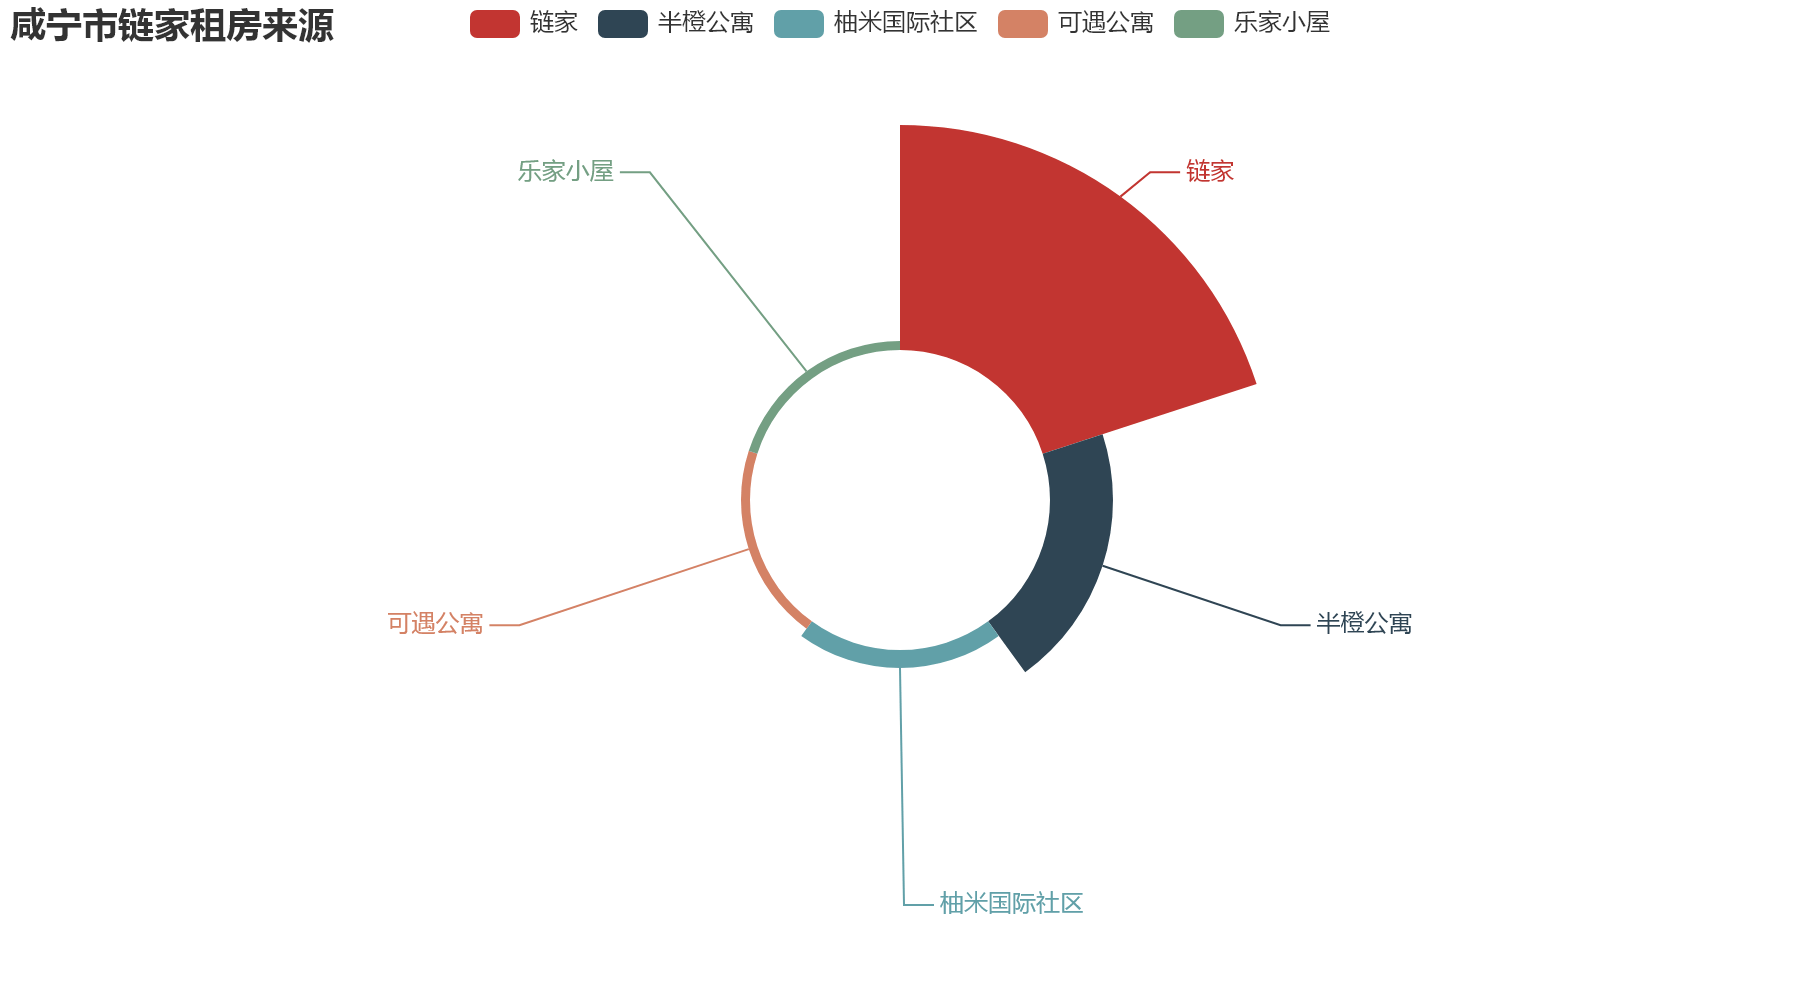 咸宁市链家租房来源
链家 半橙公寓 柚米国际社区 可遇公寓 乐家小屋
乐家小屋
链家
可遇公寓
半橙公寓
柚米国际社区